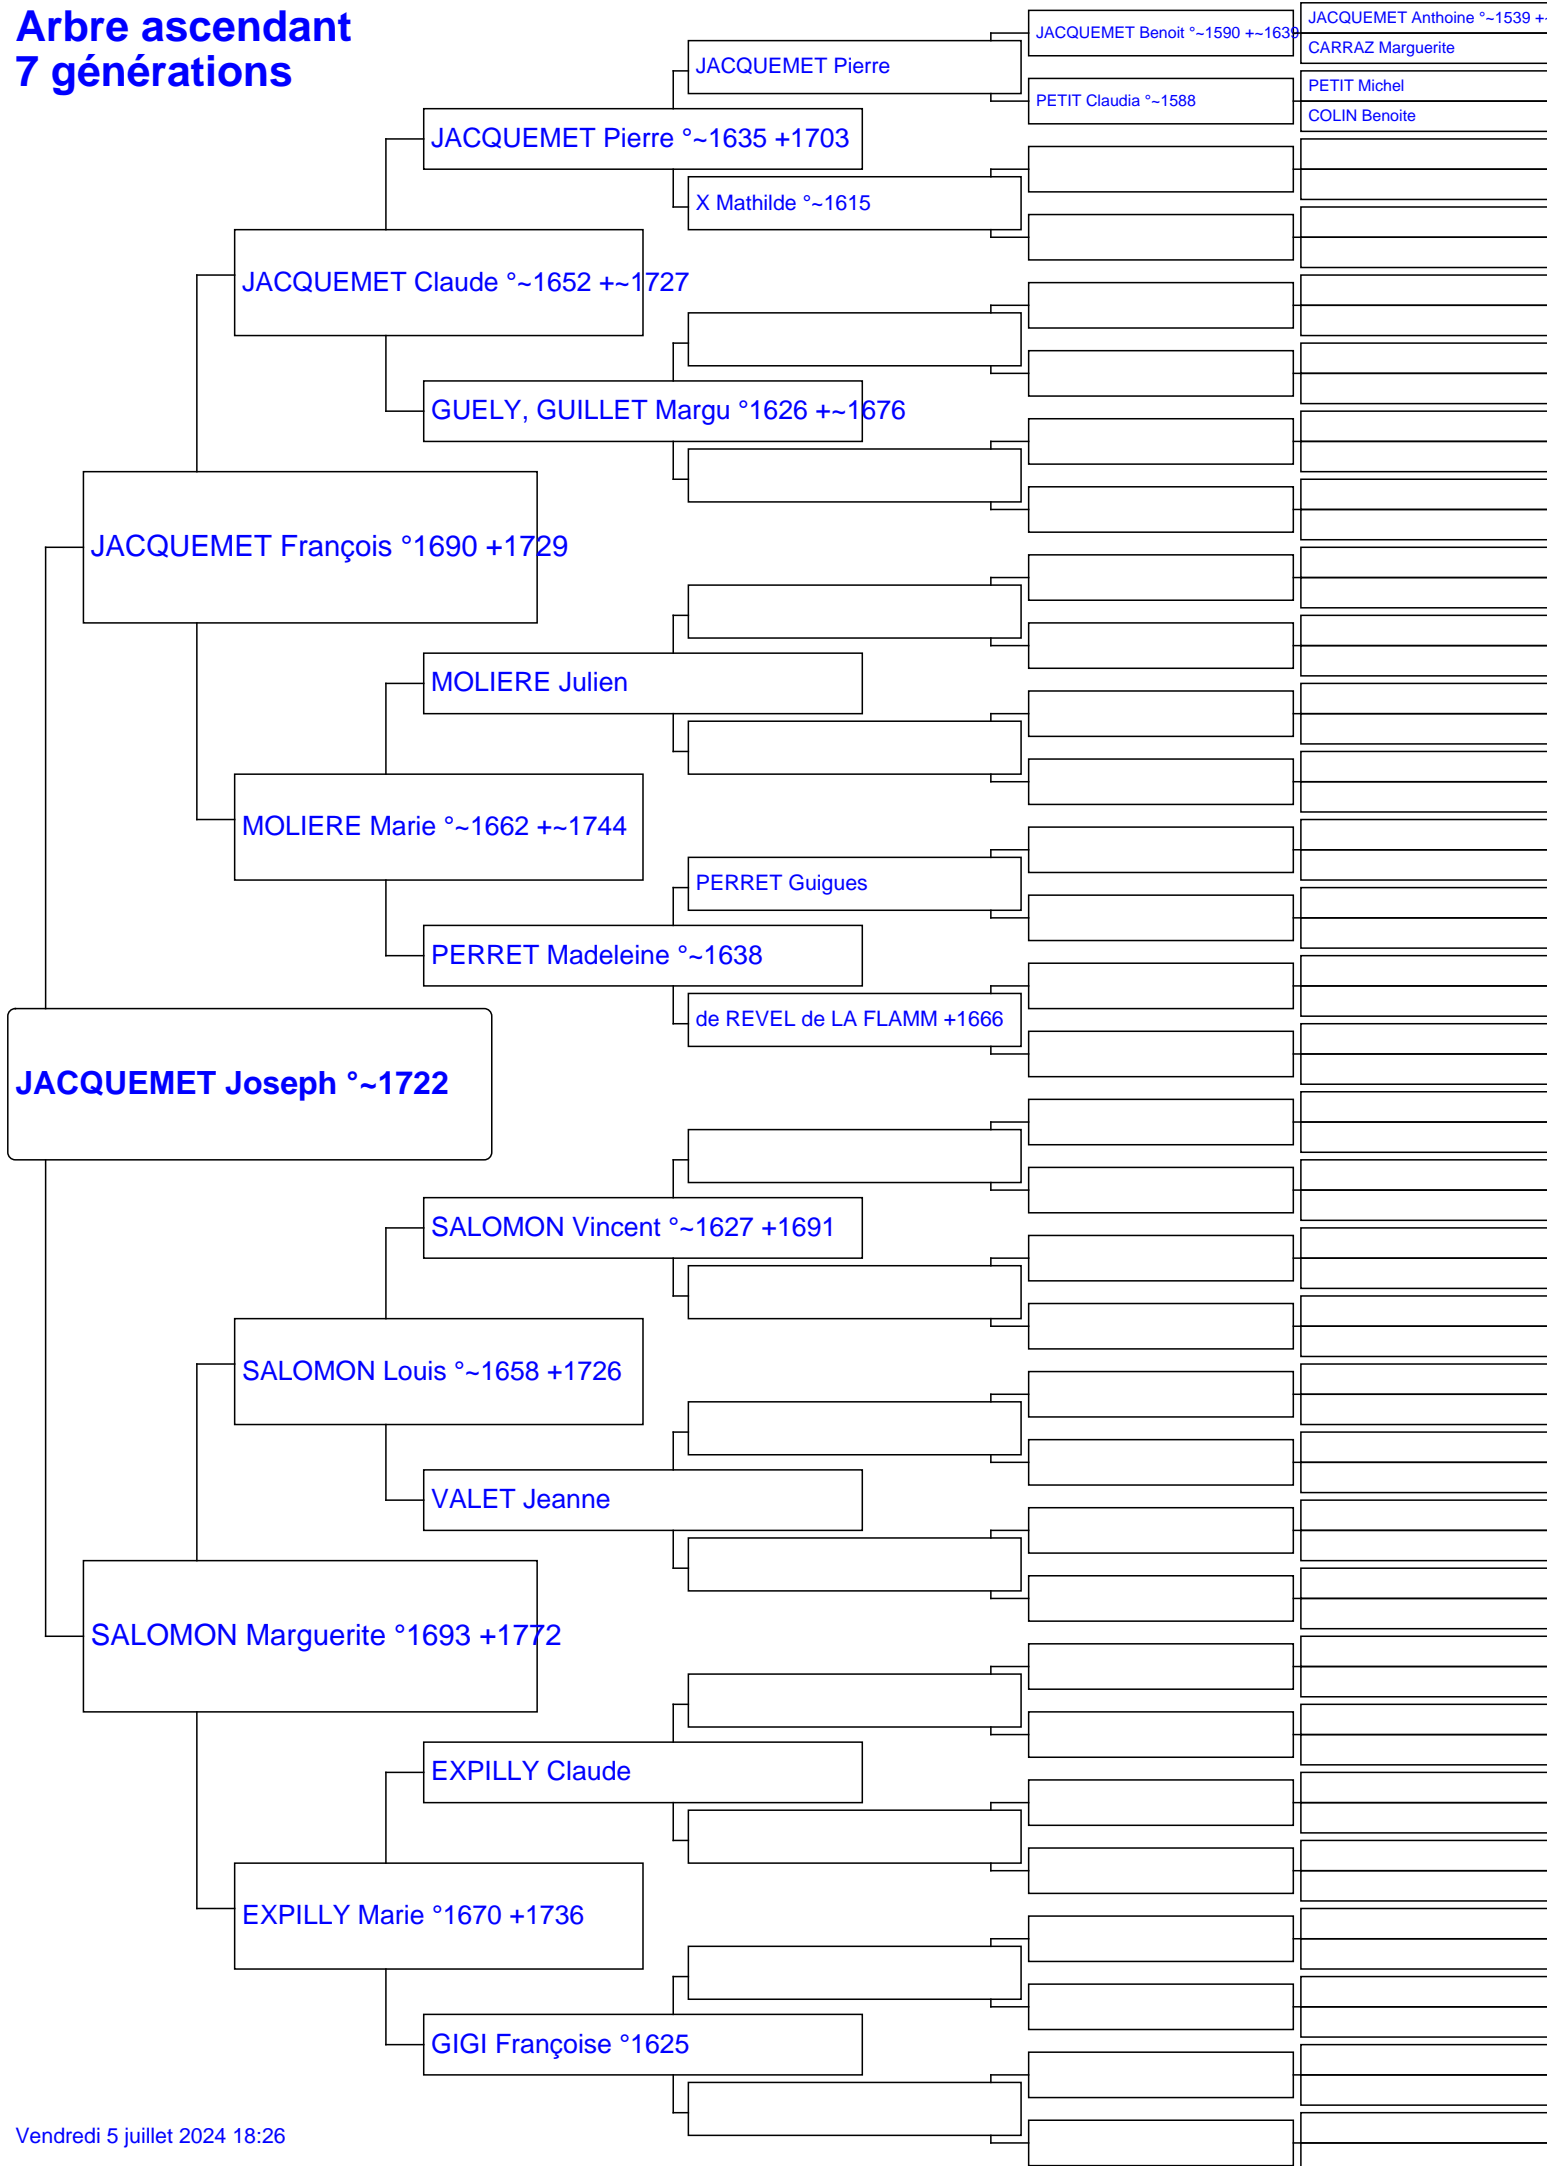 Arbre ascendant
7 générations
JACQUEMET Anthoine °~1539 +
JACQUEMET Benoit °~1590 +~1639
CARRAZ Marguerite
JACQUEMET Pierre
PETIT Michel
PETIT Claudia °~1588
COLIN Benoite
JACQUEMET Pierre °~1635 +1703
X Mathilde °~1615
JACQUEMET Claude °~1652 +~1727
GUELY, GUILLET Margu °1626 +~1676
JACQUEMET François °1690 +1729
MOLIERE Julien
MOLIERE Marie °~1662 +~1744
PERRET Guigues
PERRET Madeleine °~1638
de REVEL de LA FLAMM +1666
JACQUEMET Joseph °~1722
SALOMON Vincent °~1627 +1691
SALOMON Louis °~1658 +1726
VALET Jeanne
SALOMON Marguerite °1693 +1772
EXPILLY Claude
EXPILLY Marie °1670 +1736
GIGI Françoise °1625
Vendredi 5 juillet 2024 18:26